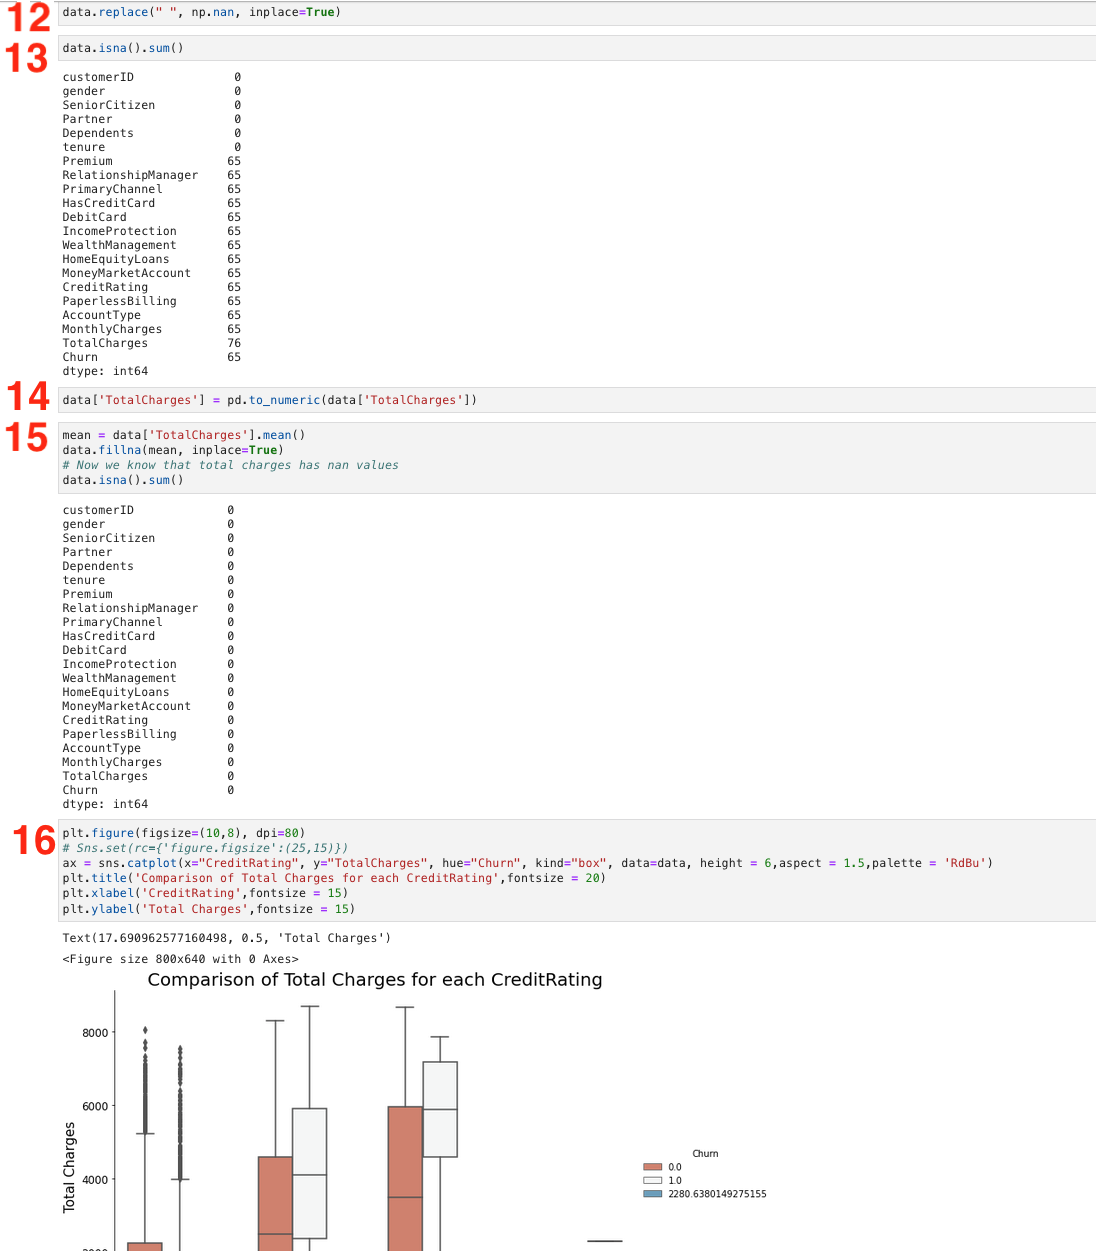 12
data.replace(" ", np.nan, inplace=True)
13
data.isna().sum()
customerID 0
gender 0
SeniorCitizen 0
Partner 0
Dependents 0
tenure 0
Premium 65
RelationshipManager 65
PrimaryChannel 65
HasCreditCard 65
DebitCard 65
IncomeProtection 65
WealthManagement 65
HomeEquityLoans 65
MoneyMarketAccount 65
CreditRating 65
PaperlessBilling 65
AccountType 65
MonthlyCharges 65
TotalCharges 76
Churn 65
dtype: int64
14
data['TotalCharges'] = pd.to_numeric(data['TotalCharges'])
15
mean = data['TotalCharges'].mean()
data.fillna(mean, inplace=True)
# Now we know that total charges has nan values
data.isna().sum()
customerID 0
gender 0
SeniorCitizen 0
Partner 0
Dependents 0
tenure 0
Premium 0
RelationshipManager 0
PrimaryChannel 0
HasCreditCard 0
DebitCard 0
IncomeProtection 0
WealthManagement 0
HomeEquityLoans 0
MoneyMarketAccount 0
CreditRating 0
PaperlessBilling 0
AccountType 0
MonthlyCharges 0
TotalCharges 0
Churn 0
dtype: int64
16
plt.figure(figsize=(10,8), dpi=80)
# Sns.set(rc={'figure.figsize':(25,15)})
ax = sns.catplot(x="CreditRating", y="TotalCharges", hue="Churn", kind="box", data=data, height = 6,aspect = 1.5,palette = 'RdBu')
plt.title('Comparison of Total Charges for each CreditRating',fontsize = 20)
plt.xlabel('CreditRating',fontsize = 15)
plt.ylabel('Total Charges',fontsize = 15)
Text(17.690962577160498, 0.5, 'Total Charges')
<Figure size 800x640 with 0 Axes>
Comparison of Total Charges for each CreditRating
8000
6000
4000
Total Charges
Churn
0.0
1.0
2280.6380149275155